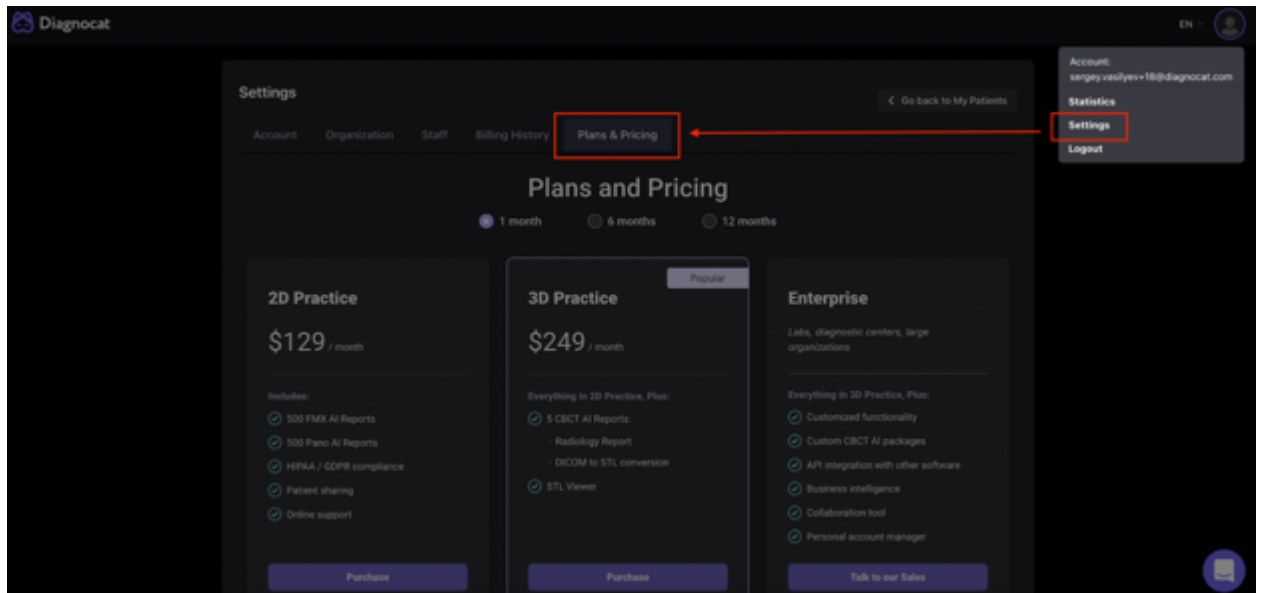 Diagnocat
EN
Account:
sergey.vasilyev+18@diagnocat.com
Statistics
Settings
Logout
Settings
Go back to My Patients
Account
Organization
Staff
Billing History
Plans & Pricing
Plans and Pricing
1 month
6 months
12 months
2D Practice
$129 / month
Includes:
500 FMX AI Reports
500 Pano AI Reports
HIPAA / GDPR compliance
Patient sharing
Online support
Purchase
Popular
3D Practice
$249 / month
Everything in 2D Practice, Plus:
5 CBCT AI Reports:
- Radiology Report
- DICOM to STL conversion
STL Viewer
Purchase
Enterprise
Labs, diagnostic centers, large
organizations
Everything in 3D Practice, Plus:
Customized functionality
Custom CBCT AI packages
API integration with other software
Business intelligence
Collaboration tool
Personal account manager
Talk to our Sales